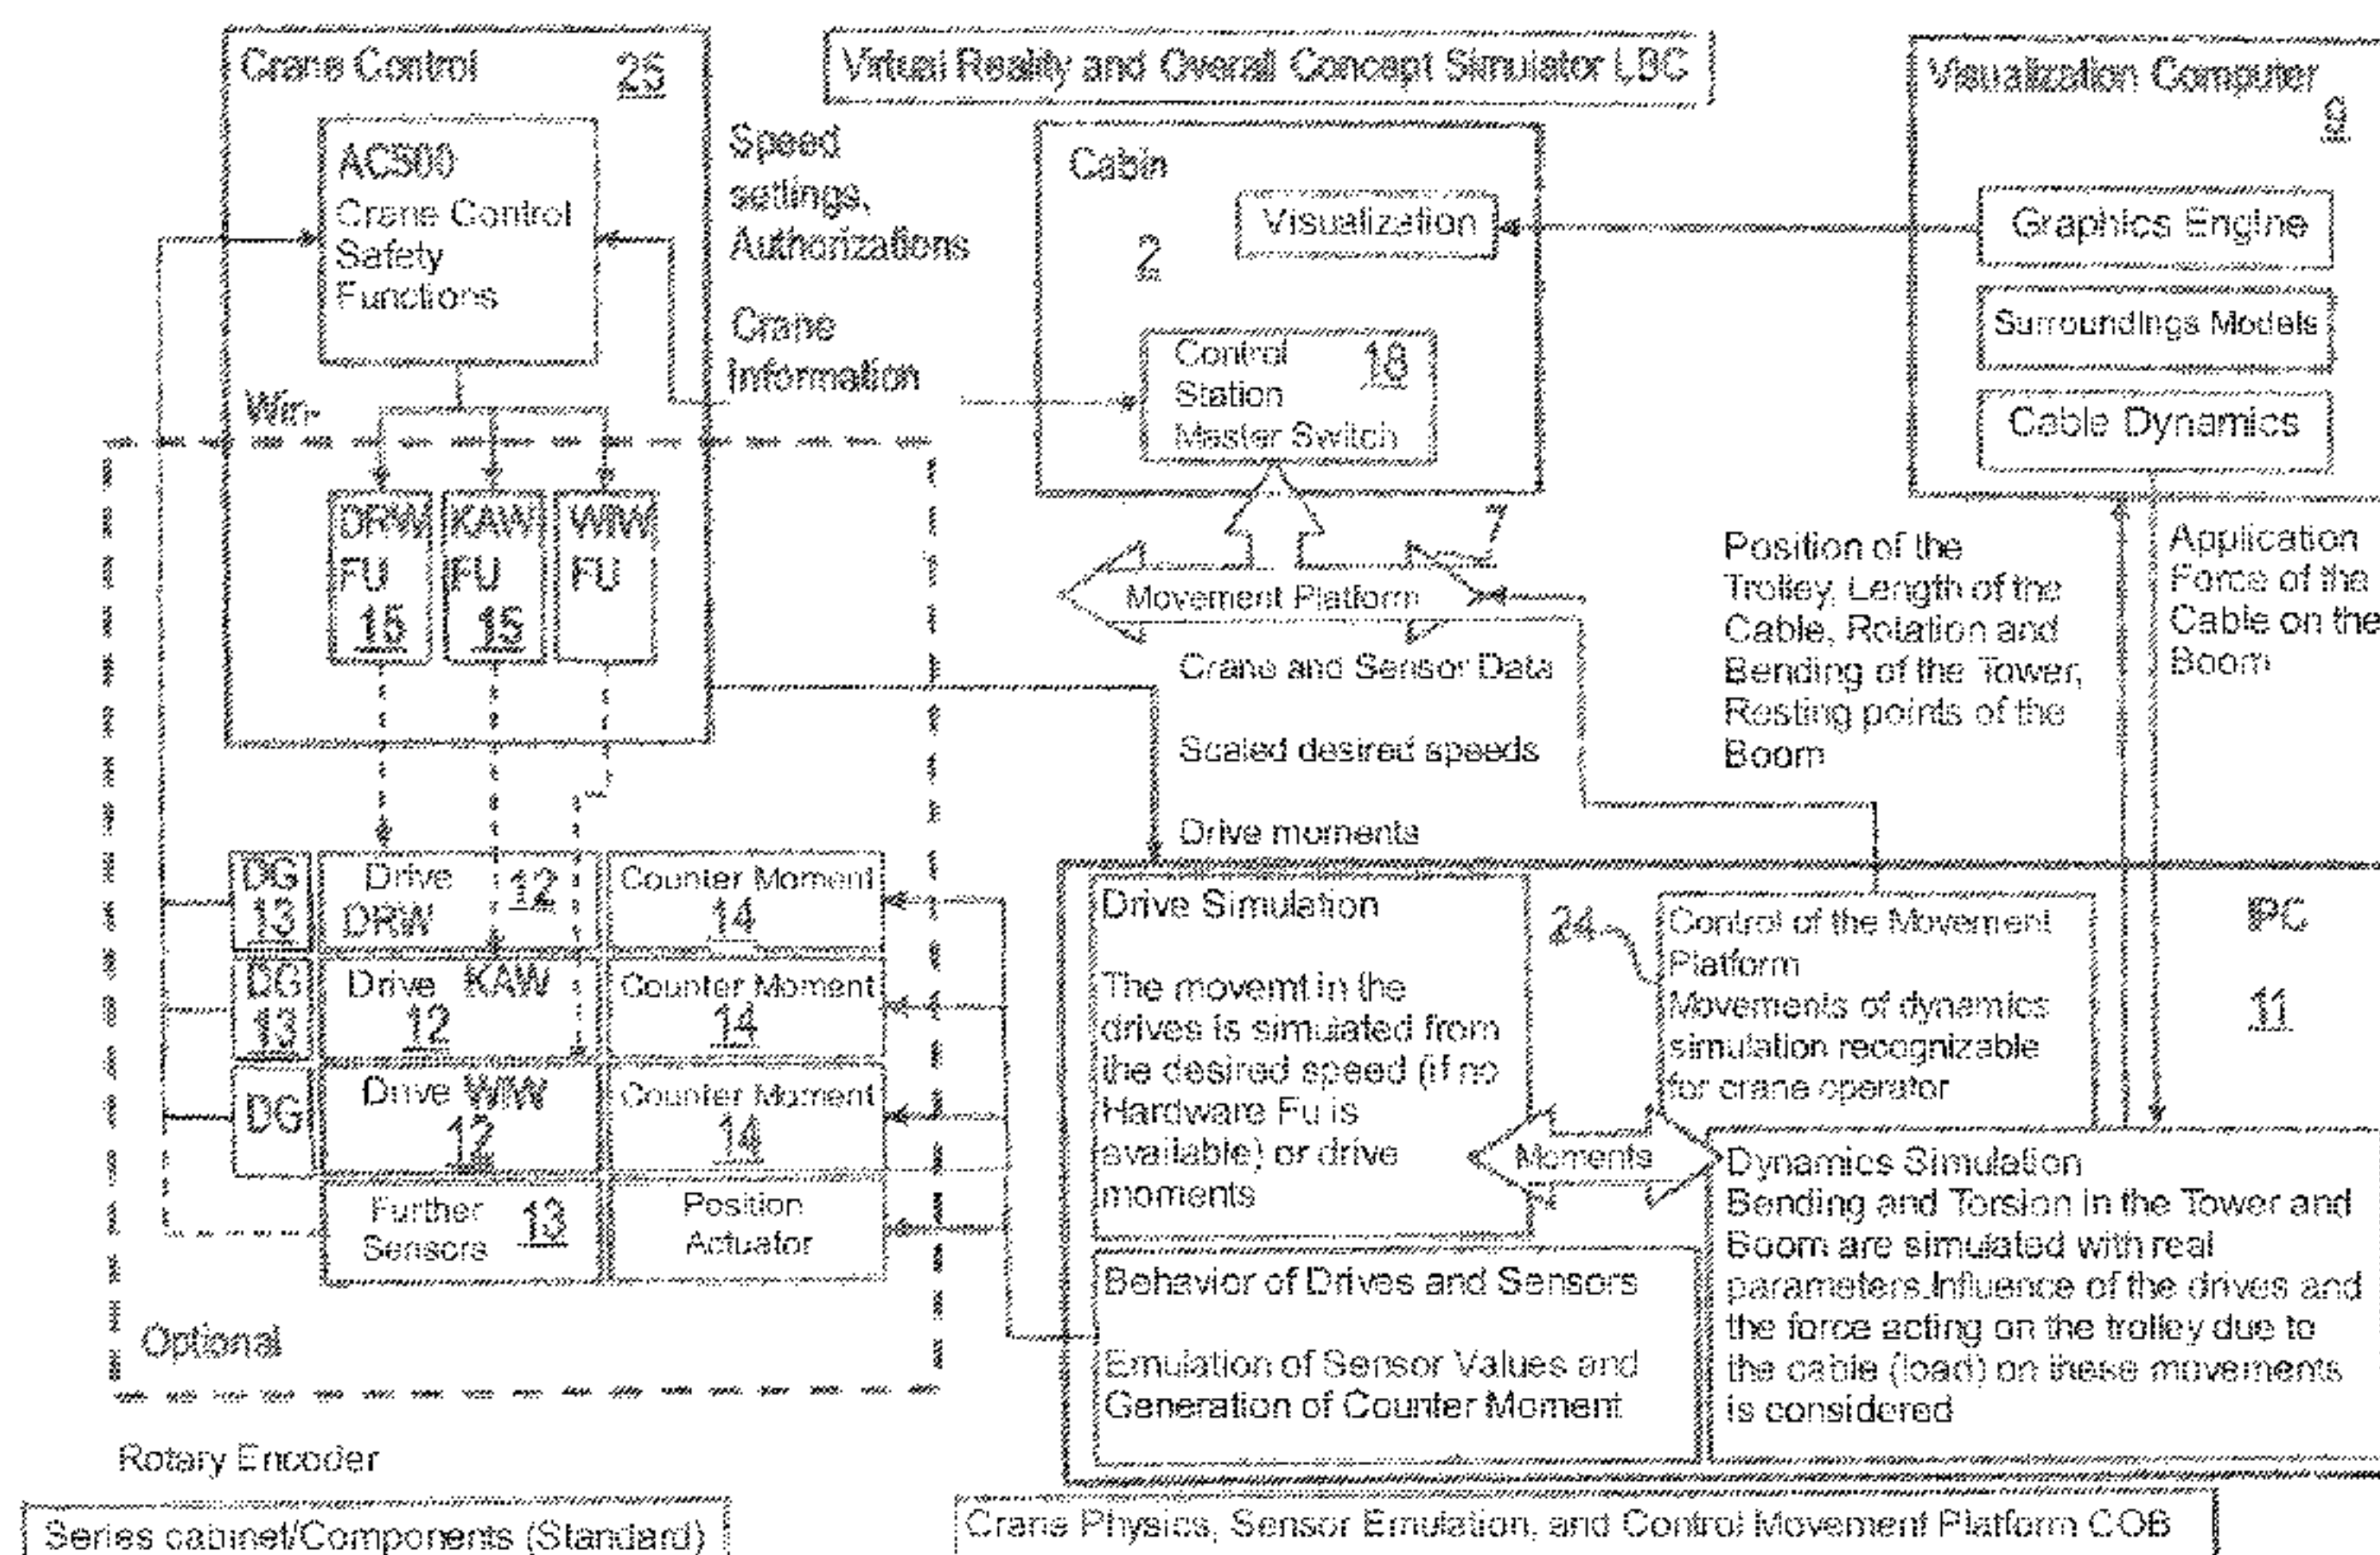 Crane Control 25
AC500
Crane Control
Safety
Functions
Win-
DRW
FU
15
KAW
FU
15
WIW
FU
Speed
settings,
Authorizations
Crane
Information
Virtual Reality and Overall Concept Simulator LBC
Cabin
2
Visualization
Control 18
Station
Master Switch
7
Movement Platform
Visualization Computer
9
Graphics Engine
Surroundings Models
Cable Dynamics
Position of the
Trolley, Length of the
Cable, Rotation and
Bending of the Tower,
Resting points of the
Boom
Application
Force of the
Cable on the
Boom
Crane and Sensor Data
Scaled desired speeds
Drive moments
DG
13
Drive 12
DRW
Counter Moment
14
DG
13
Drive KAW
12
Counter Moment
14
DG
Drive WIW
12
Counter Moment
14
Further
Sensors 13
Position
Actuator
Optional
Rotary Encoder
Series cabinet/Components (Standard)
Drive Simulation
The movemt in the
drives is simulated from
the desired speed (if no
Hardware Fu is
available) or drive
moments
Behavior of Drives and Sensors
Emulation of Sensor Values and
Generation of Counter Moment
24
Control of the Movement
Platform
Movements of dynamics
simulation recognizable
for crane operator
IPC
11
Moments
Dynamics Simulation
Bending and Torsion in the Tower and
Boom are simulated with real
parameters.Influence of the drives and
the force acting on the trolley due to
the cable (load) on these movements
is considered
Crane Physics, Sensor Emulation, and Control Movement Platform COB